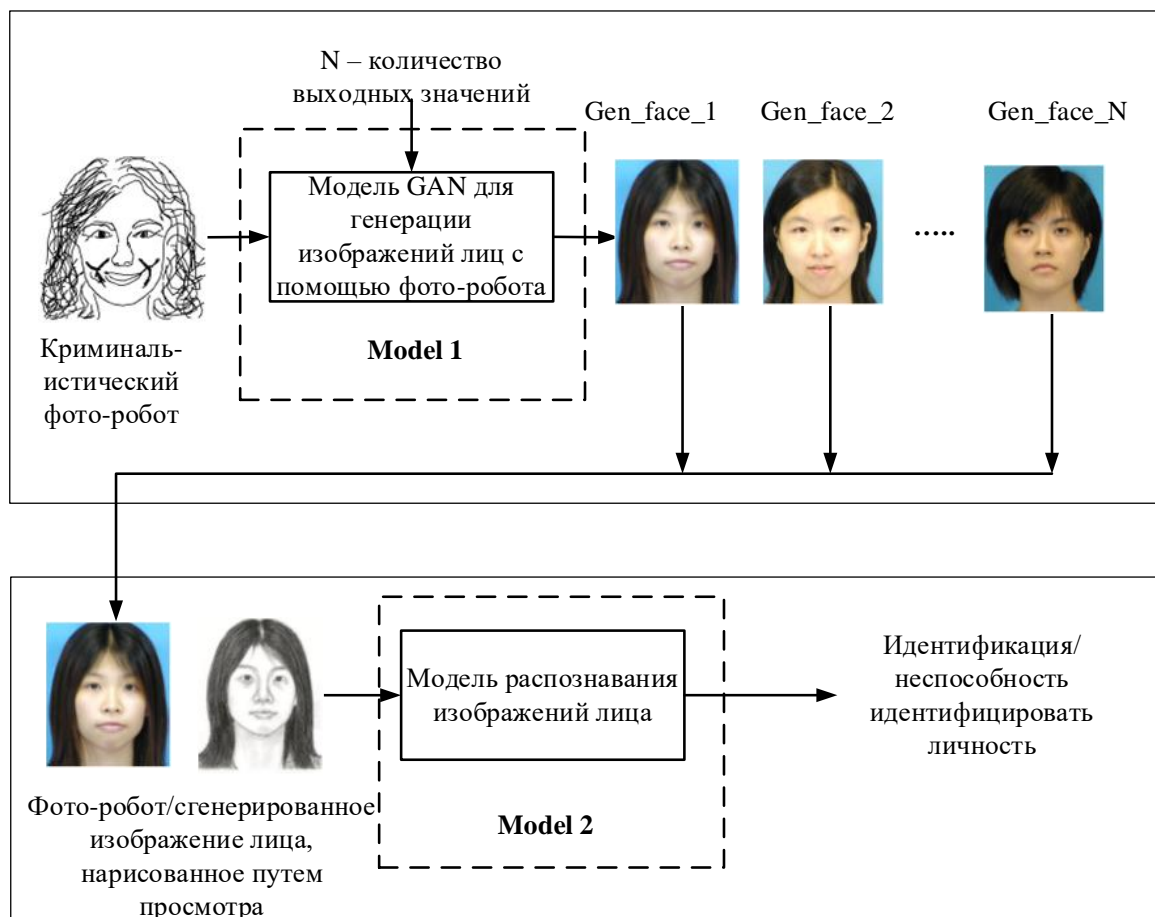 N – количество
выходных значений
Gen_face_1
Gen_face_2
Gen_face_N
Модель GAN для
генерации
изображений лиц с
помощью фото-робота
.....
Model 1
Криминаль-
истический
фото-робот
Модель распознавания
изображений лица
Идентификация/
неспособность
идентифицировать
личность
Фото-робот/сгенерированное
изображение лица,
нарисованное путем
просмотра
Model 2